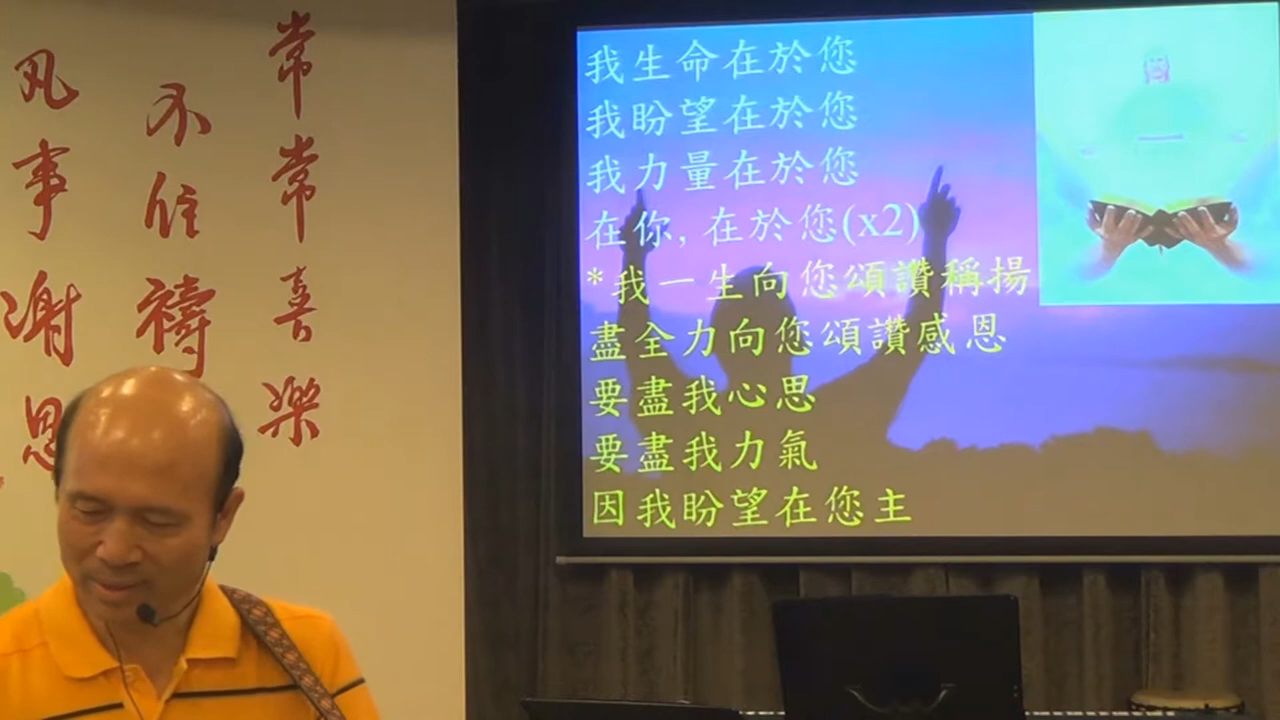 常常喜樂
不住禱
凡事謝恩
我生命在於您
我盼望在於您
我力量在於您
在你, 在於您(x2)
*我一生向您頌讚稱揚
盡全力向您頌讚感恩
要盡我心思
要盡我力氣
因我盼望在您主